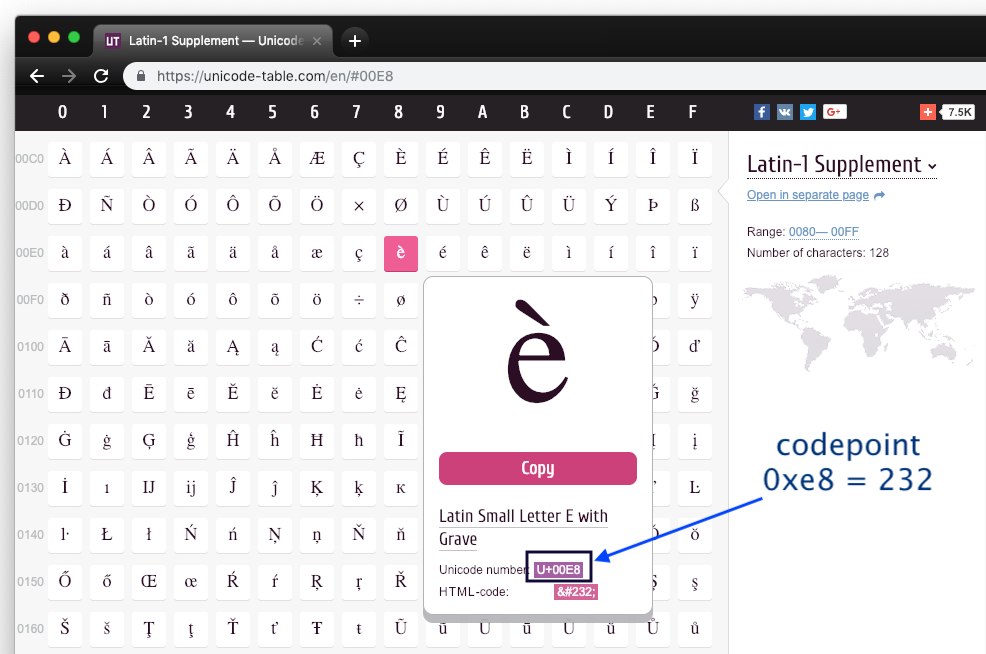 UT Latin-1 Supplement — Unicode
https://unicode-table.com/en/#00E8
0 1 2 3 4 5 6 7 8 9 A B C D E F
G+ 7.5K
00C0 À Á Â Ã Ä Å Æ Ç È É Ê Ë Ì Í Î Ï
00D0 Ð Ñ Ò Ó Ô Õ Ö × Ø Ù Ú Û Ü Ý Þ ß
00E0 à á â ã ä å æ ç è é ê ë ì í î ï
00F0 ð ñ ò ó ô õ ö ÷ ø ÿ
0100 Ā ā Ă ă Ą ą Ć ć Ĉ ď
0110 Đ đ Ē ē Ĕ ĕ Ė ė Ę ğ
0120 Ġ ġ Ģ ģ Ĥ ĥ Ħ ħ Ĩ į
0130 İ ı IJ ij Ĵ ĵ Ķ ķ ĸ Ŀ
0140 ŀ Ł ł Ń ń Ņ ņ Ň ň ŏ
0150 Ő ő Œ œ Ŕ ŕ Ŗ ŗ Ř ş
0160 Š š Ţ ţ Ť ť Ŧ ŧ Ũ ũ Ū ū Ŭ ŭ Ů ů
è
Copy
Latin Small Letter E with
Grave
Unicode number: U+00E8
HTML-code: &#232;
Latin-1 Supplement
Open in separate page
Range: 0080— 00FF
Number of characters: 128
codepoint
0xe8 = 232